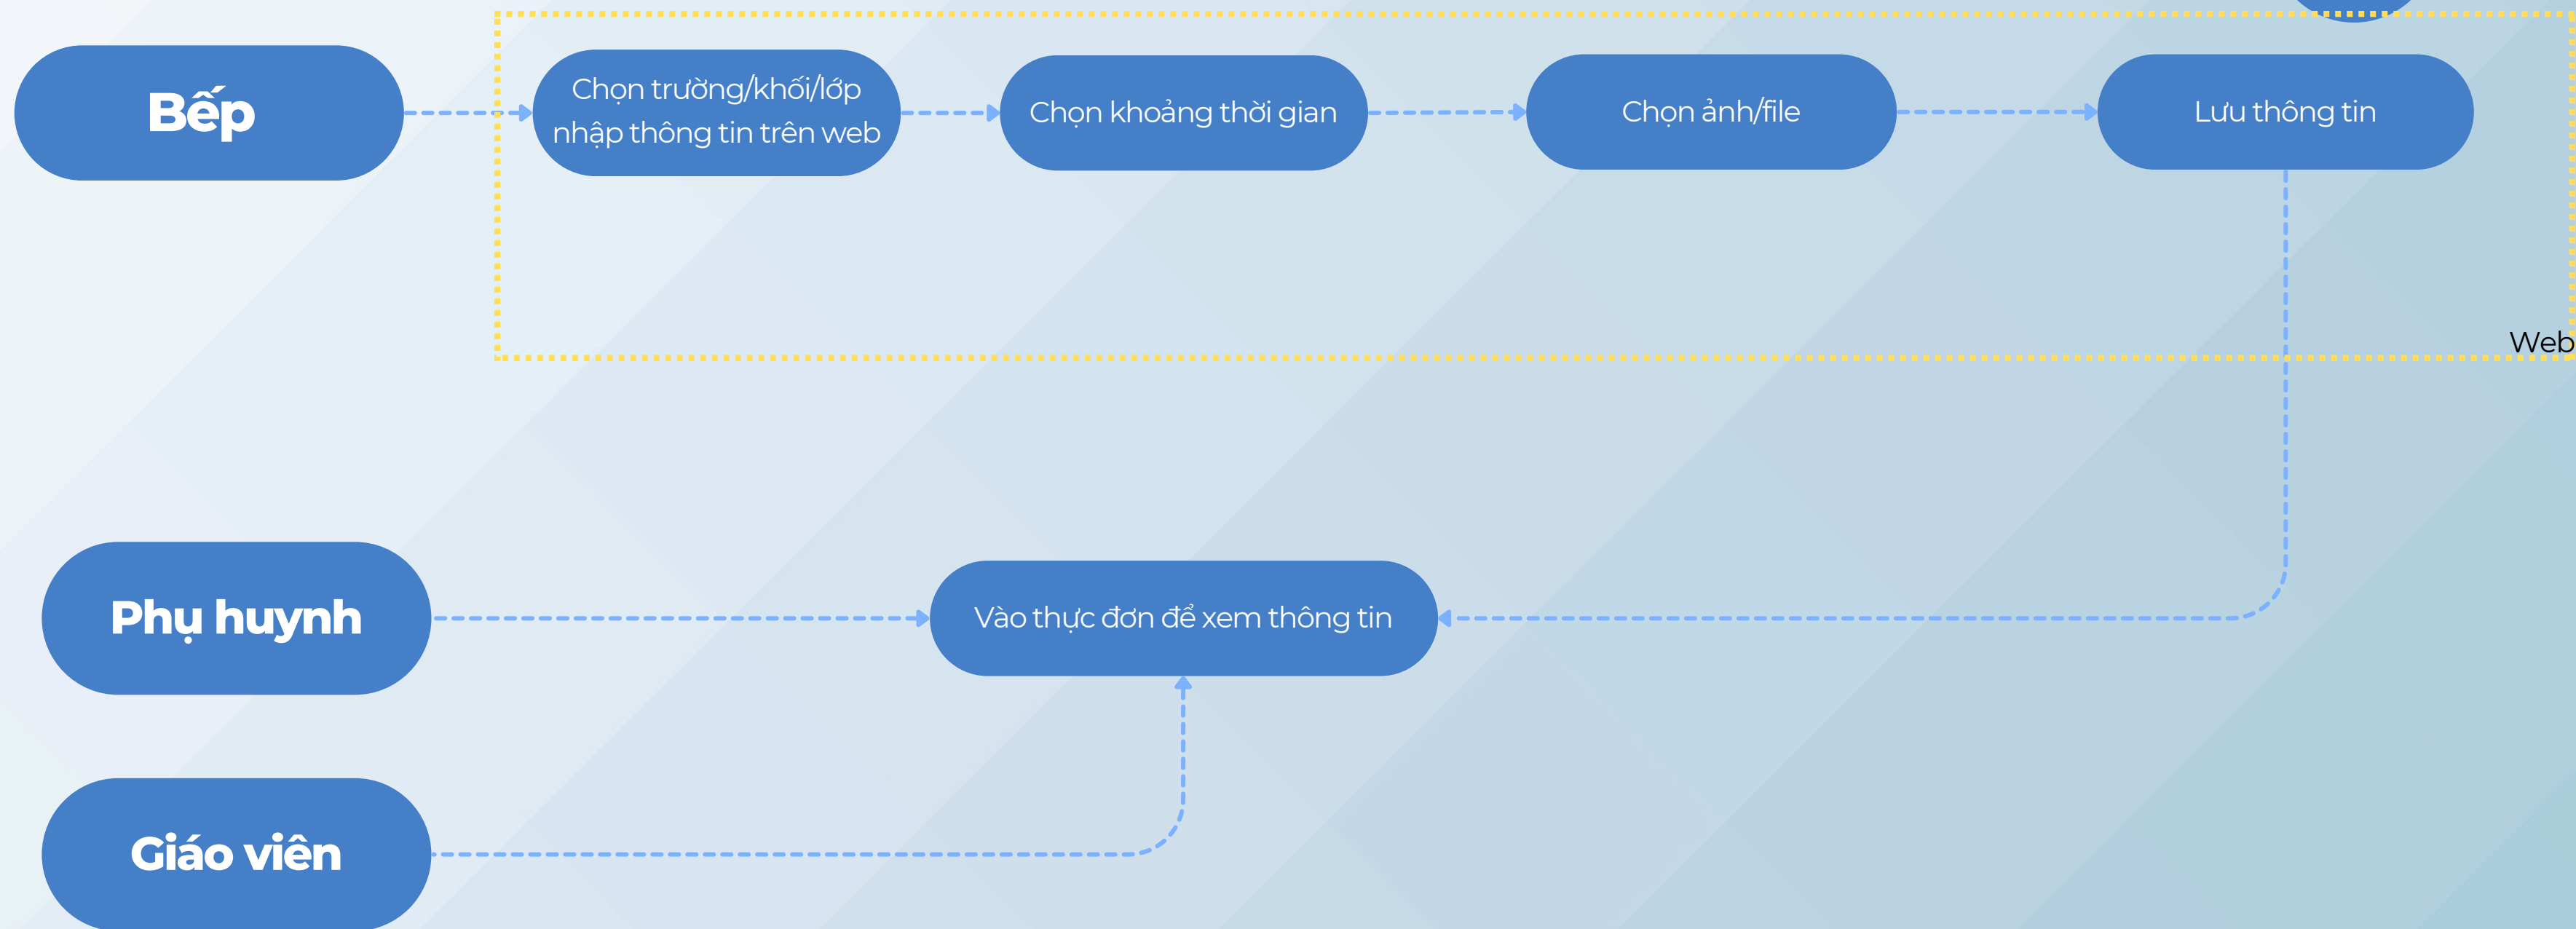 Bếp
Chọn trường/khối/lớp
nhập thông tin trên web
Chọn khoảng thời gian
Chọn ảnh/file
Lưu thông tin
Web
Phụ huynh
Vào thực đơn để xem thông tin
Giáo viên